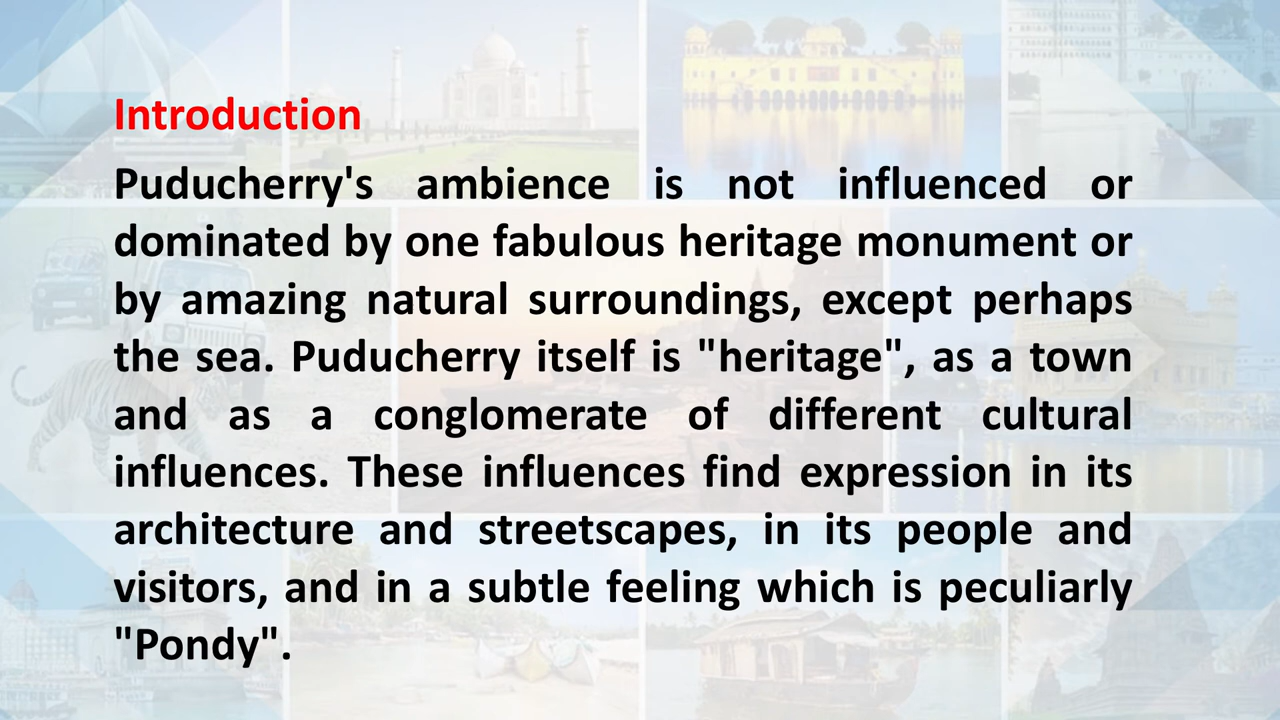 Introduction
Puducherry's ambience is not influenced or
dominated by one fabulous heritage monument or
by amazing natural surroundings, except perhaps
the sea. Puducherry itself is "heritage", as a town
and as a conglomerate of different cultural
influences. These influences find expression in its
architecture and streetscapes, in its people and
visitors, and in a subtle feeling which is peculiarly
"Pondy".